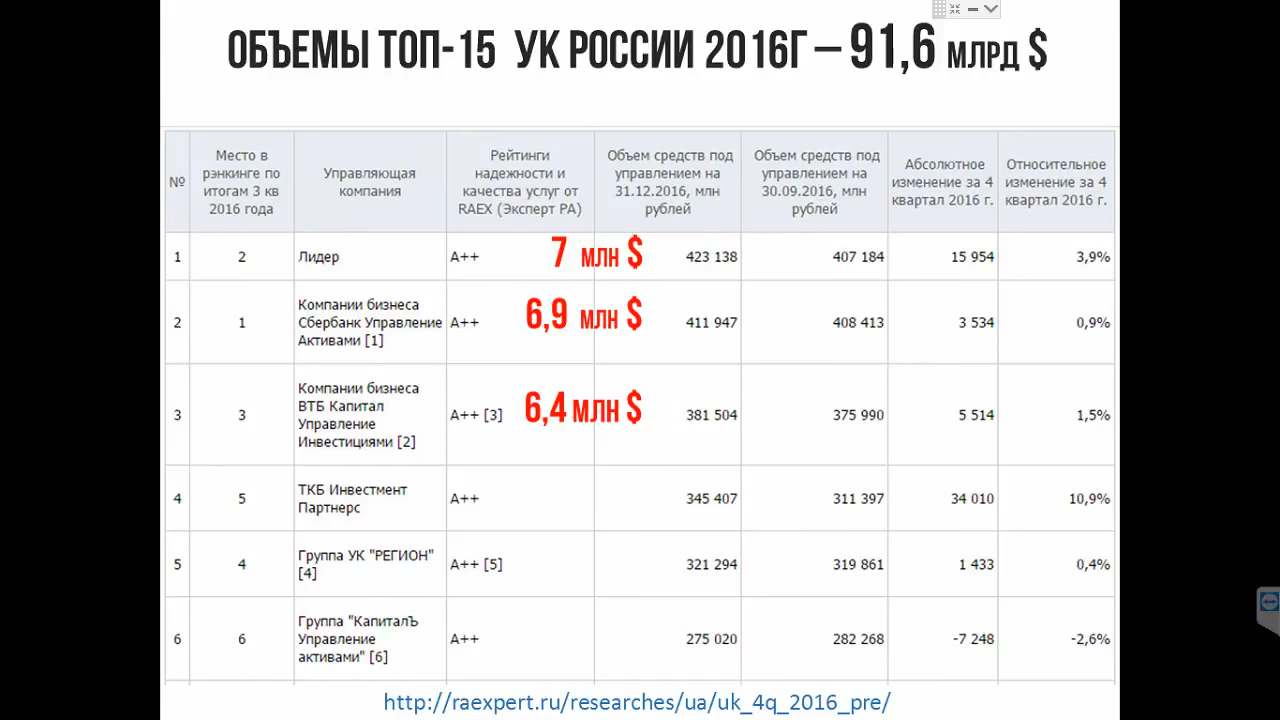 ОБЪЕМЫ ТОП-15 УК РОССИИ 2016Г – 91,6 МЛРД $
№
Место в
рэнкинге по
итогам 3 кв
2016 года
Управляющая
компания
Рейтинги
надежности и
качества услуг от
RAEX (Эксперт РА)
Объем средств под
управлением на
31.12.2016, млн
рублей
Объем средств под
управлением на
30.09.2016, млн
рублей
Абсолютное
изменение за 4
квартал 2016 г.
Относительное
изменение за 4
квартал 2016 г.
1 2 Лидер A++ 7 МЛН $ 423 138 407 184 15 954 3,9%
Компании бизнеса
Сбербанк Управление
Активами [1]
2 1 A++ 6,9 МЛН $ 411 947 408 413 3 534 0,9%
Компании бизнеса
ВТБ Капитал
Управление
Инвестициями [2]
3 3 A++ [3] 6,4 МЛН $ 381 504 375 990 5 514 1,5%
ТКБ Инвестмент
Партнерс
4 5 A++ 345 407 311 397 34 010 10,9%
Группа УК "РЕГИОН"
[4]
5 4 A++ [5] 321 294 319 861 1 433 0,4%
Группа "КапиталЪ
Управление
активами" [6]
6 6 A++ 275 020 282 268 -7 248 -2,6%
http://raexpert.ru/researches/ua/uk_4q_2016_pre/